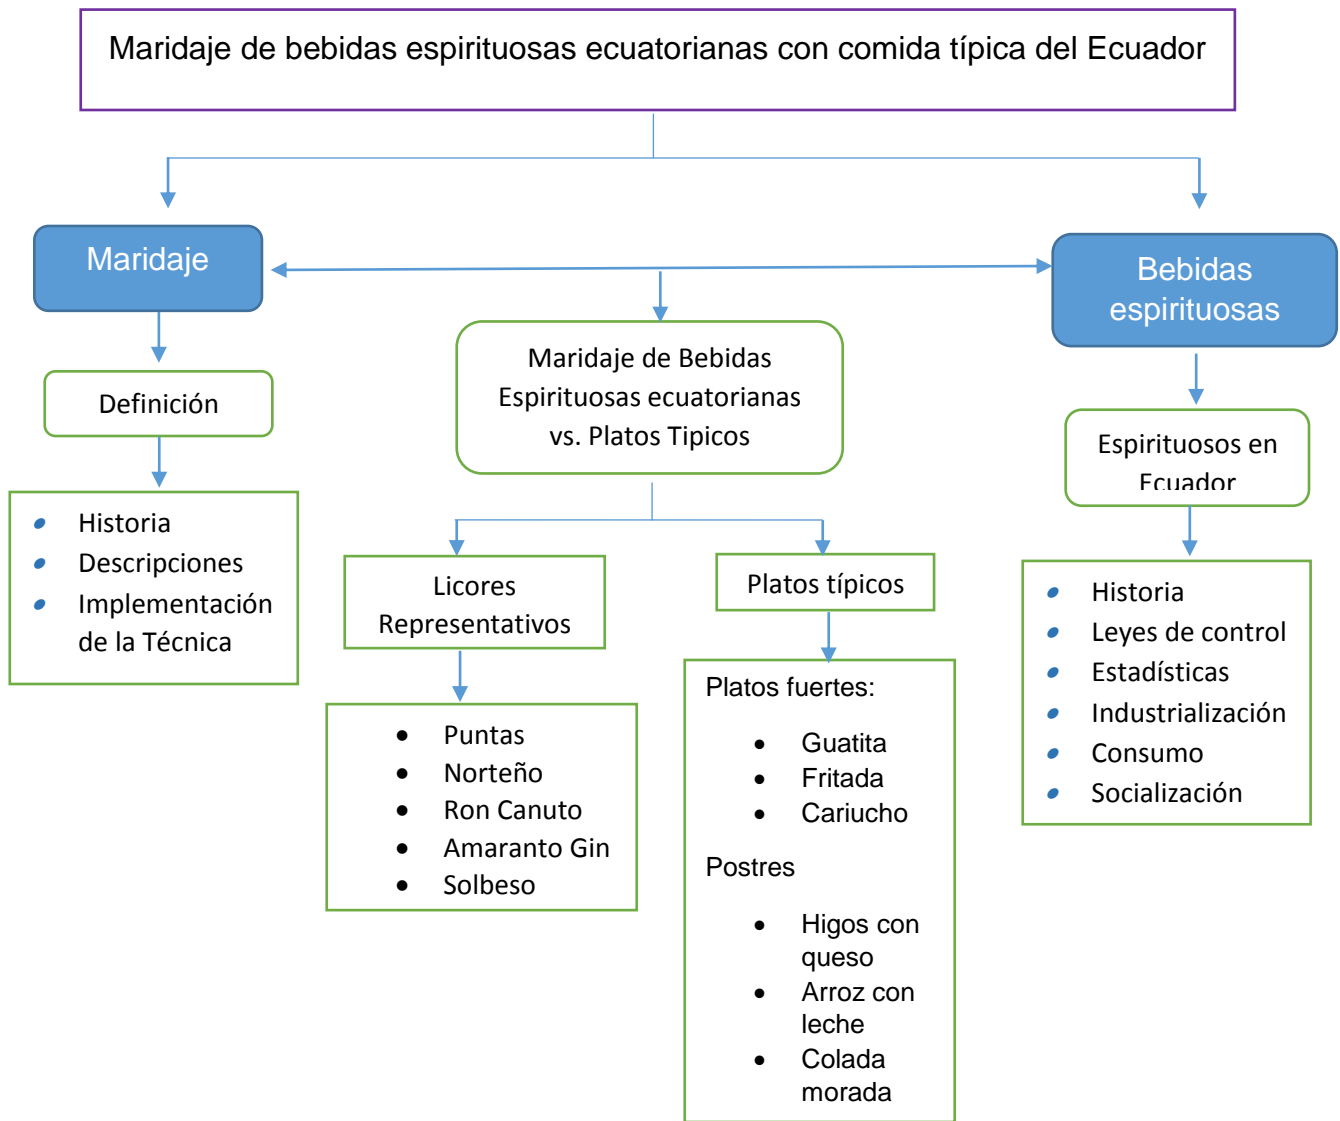 Maridaje de bebidas espirituosas ecuatorianas con comida típica del Ecuador
Maridaje
Bebidas
espirituosas
Definición
Maridaje de Bebidas
Espirituosas ecuatorianas
vs. Platos Tipicos
Espirituosos en
Ecuador
Historia
Descripciones
Implementación
de la Técnica
Licores
Representativos
Platos típicos
Historia
Leyes de control
Estadísticas
Industrialización
Consumo
Socialización
Puntas
Norteño
Ron Canuto
Amaranto Gin
Solbeso
Platos fuertes:
Guatita
Fritada
Cariucho
Postres
Higos con
queso
Arroz con
leche
Colada
morada